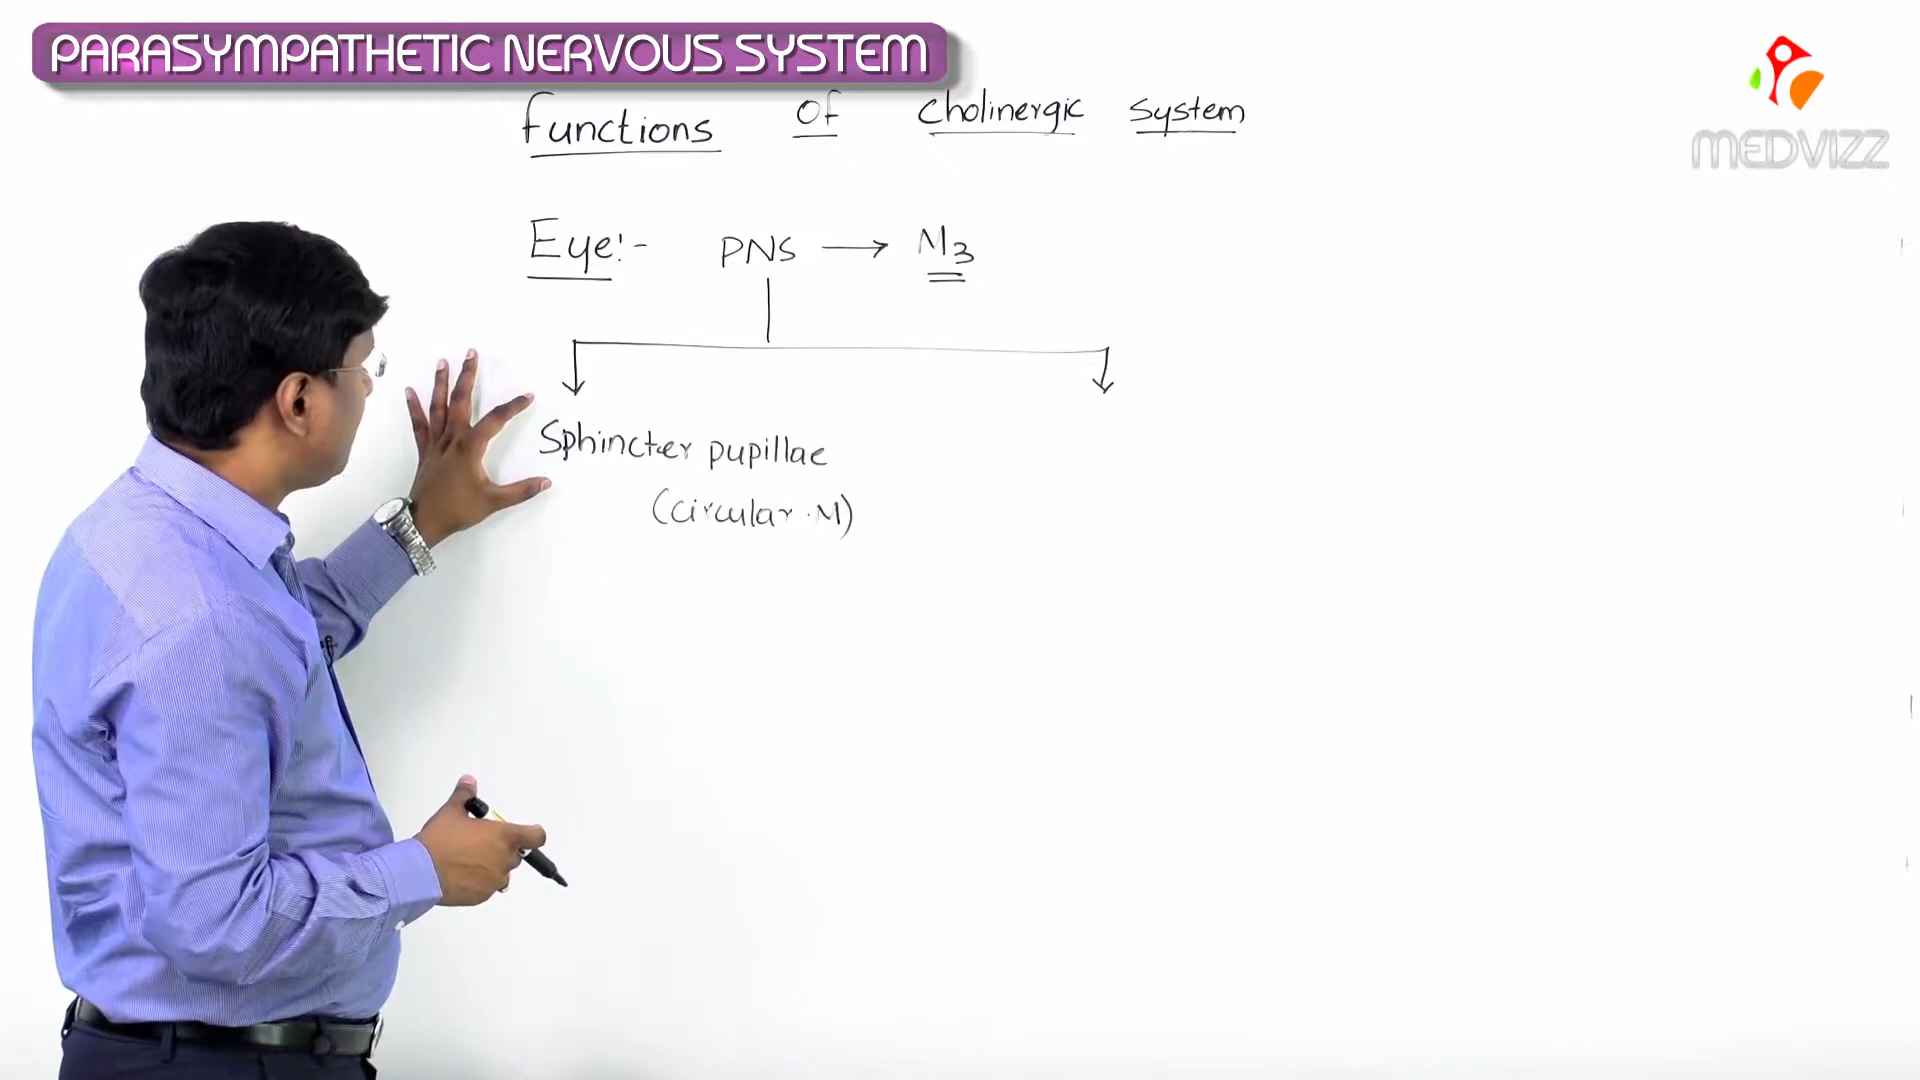 PARASYMPATHETIC NERVOUS SYSTEM
MEDVIZZ
Functions Of Cholinergic System
Eye:- PNS → M3
Sphincter pupillae
(circular.M)